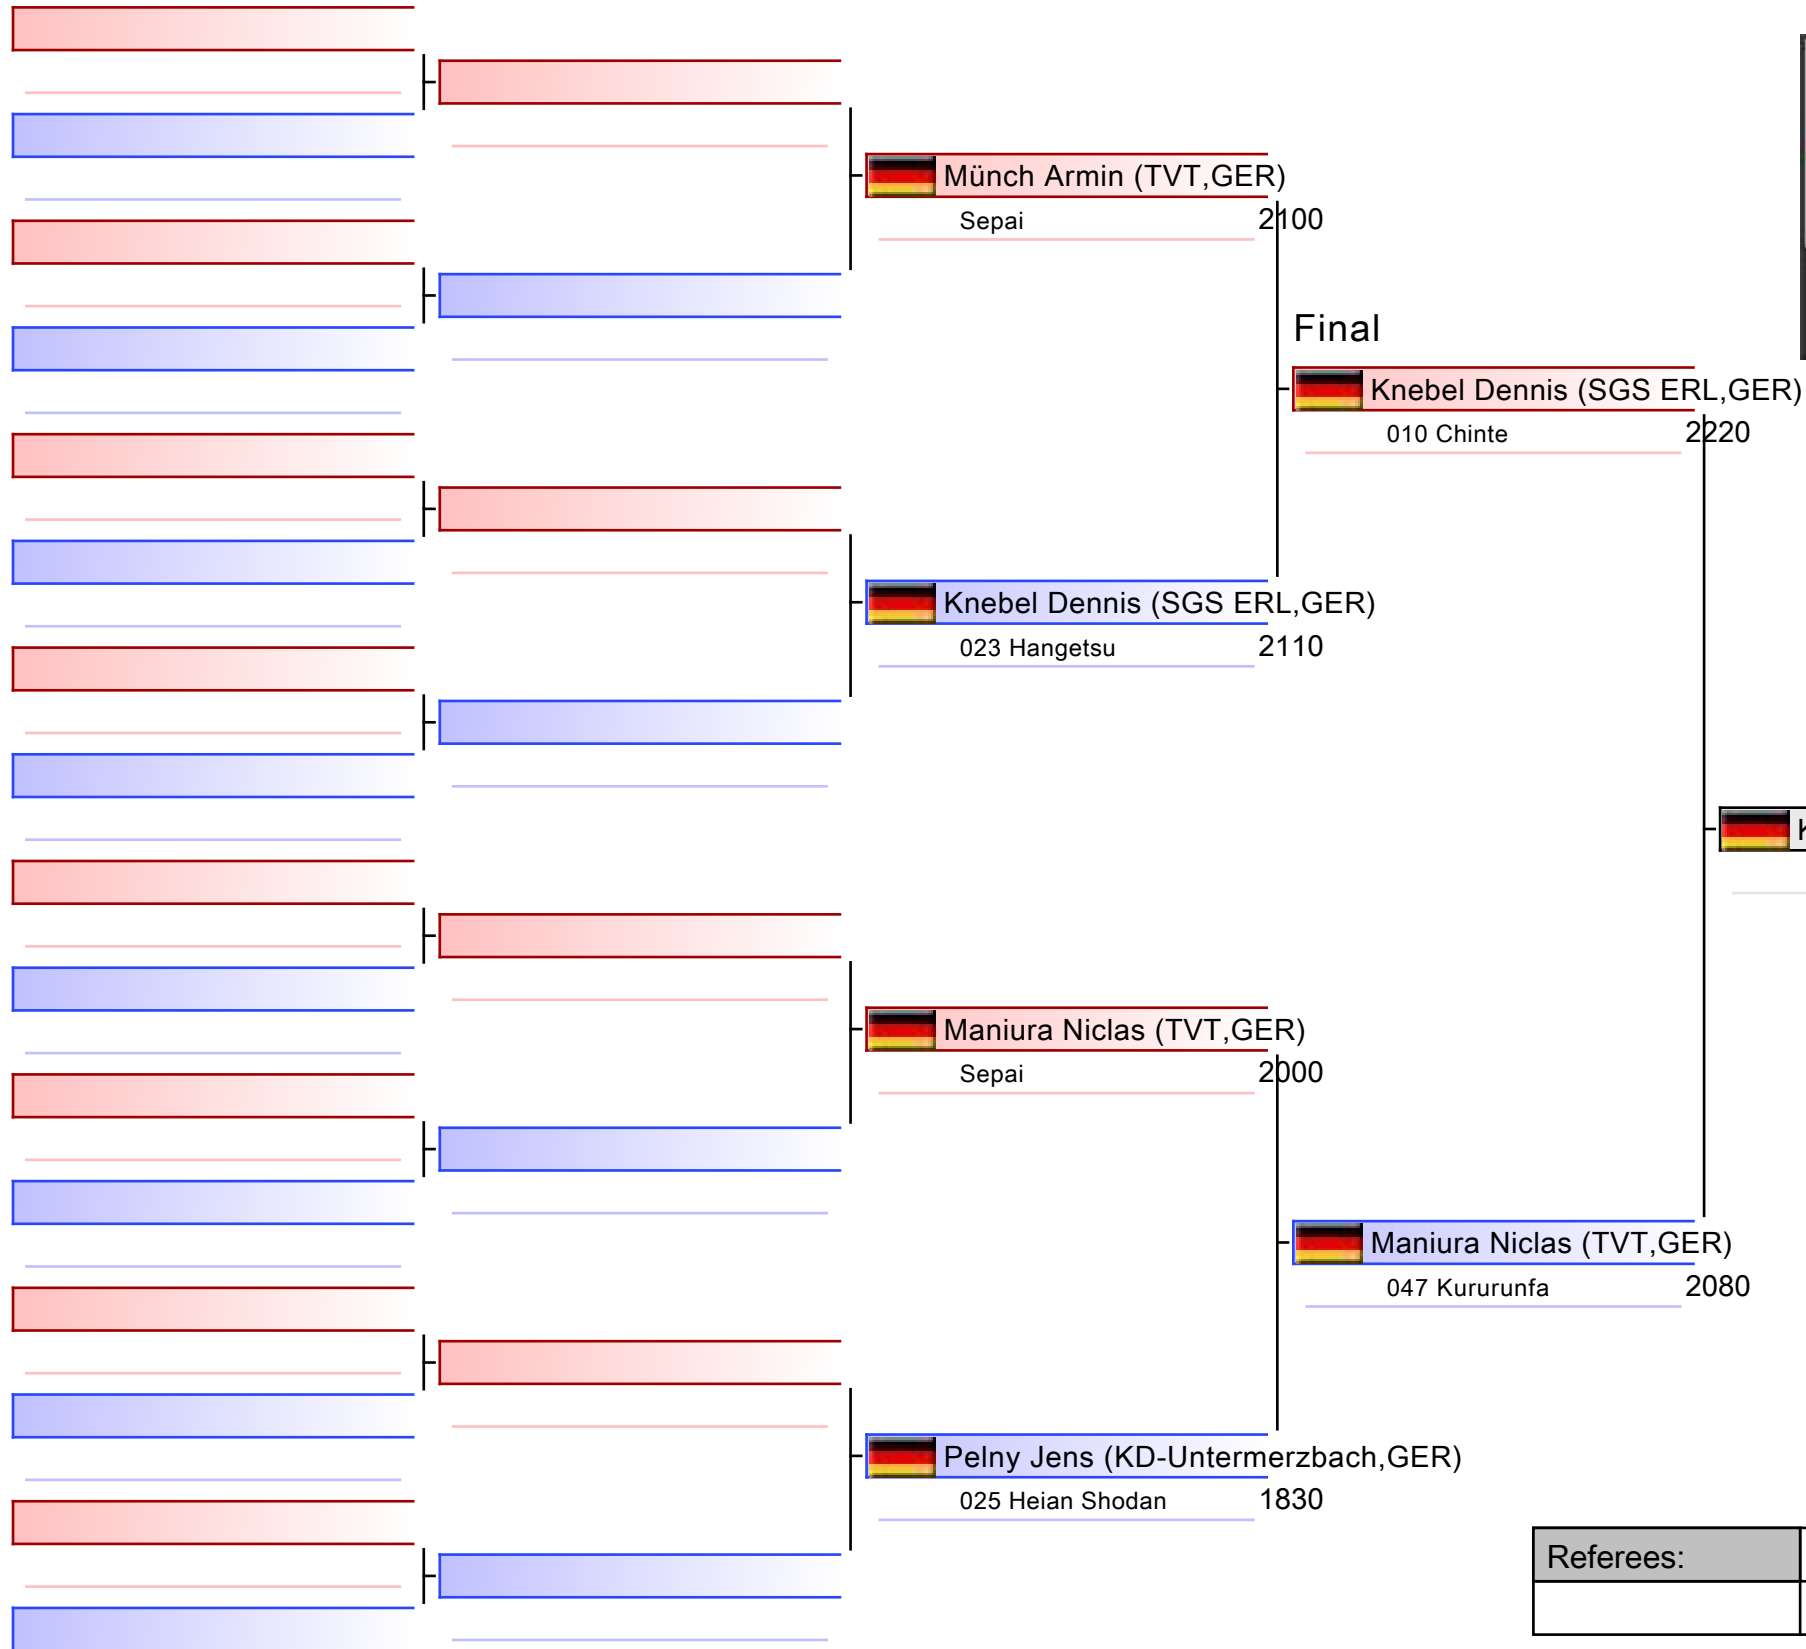 Münch Armin (TVT,GER)
Sepai 2100
Final
Knebel Dennis (SGS ERL,GER)
010 Chinte 2220
Knebel Dennis (SGS ERL,GER)
023 Hangetsu 2110
Maniura Niclas (TVT,GER)
Sepai 2000
Maniura Niclas (TVT,GER)
047 Kururunfa 2080
Pelny Jens (KD-Untermerzbach,GER)
025 Heian Shodan 1830
Referees: